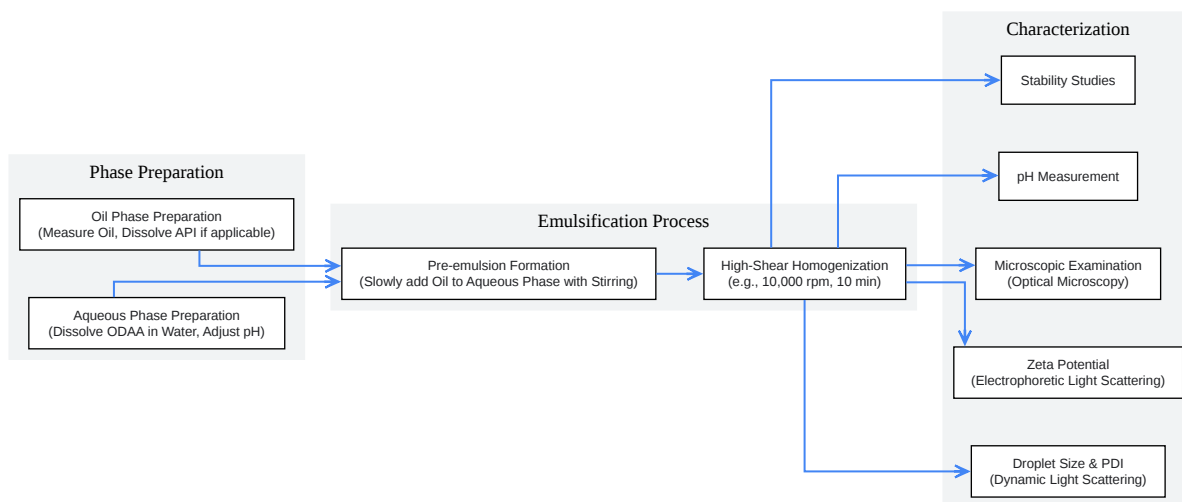 Phase Preparation
Oil Phase Preparation
(Measure Oil, Dissolve API if applicable)
Aqueous Phase Preparation
(Dissolve ODAA in Water, Adjust pH)
Emulsification Process
Pre-emulsion Formation
(Slowly add Oil to Aqueous Phase with Stirring)
High-Shear Homogenization
(e.g., 10,000 rpm, 10 min)
Characterization
Stability Studies
pH Measurement
Microscopic Examination
(Optical Microscopy)
Zeta Potential
(Electrophoretic Light Scattering)
Droplet Size & PDI
(Dynamic Light Scattering)